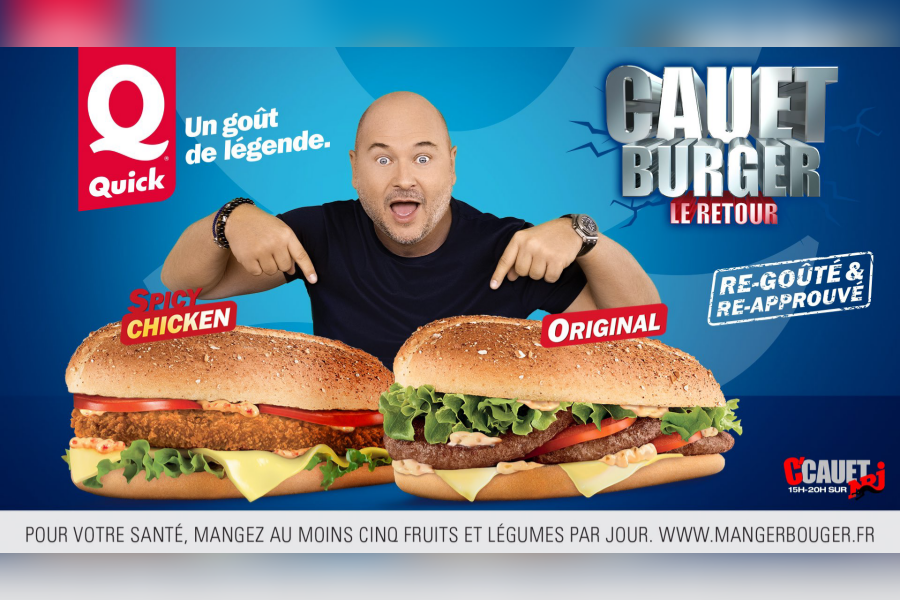 Quick
Un goût
de légende.
CAUET
BURGER
LE RETOUR
RE-GOÛTÉ &
RE-APPROUVÉ
SPICY
CHICKEN
ORIGINAL
C'CAUET
15H-20H SUR NRJ
POUR VOTRE SANTÉ, MANGEZ AU MOINS CINQ FRUITS ET LÉGUMES PAR JOUR. WWW.MANGERBOUGER.FR